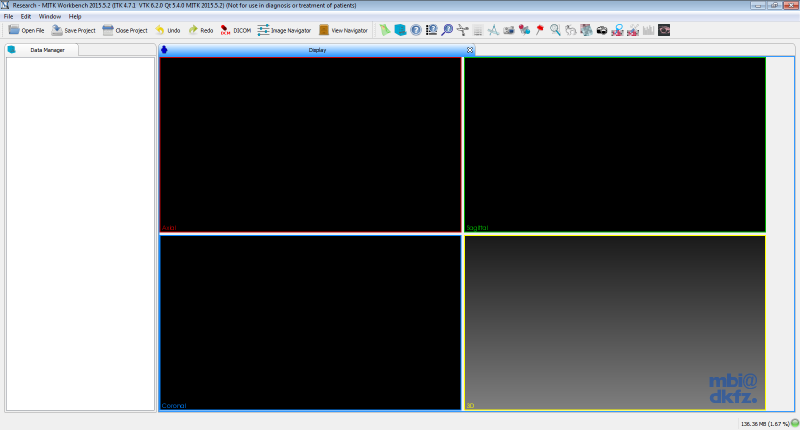 Research - MITK Workbench 2015.5.2 (ITK 4.7.1 VTK 6.2.0 Qt 5.4.0 MITK 2015.5.2) (Not for use in diagnosis or treatment of patients)
File Edit Window Help
Open File Save Project Close Project Undo Redo DICOM Image Navigator View Navigator
Data Manager
Display
Axial
Sagittal
Coronal
3D
mbi@
dkfz.
136.36 MB (1.67 %)